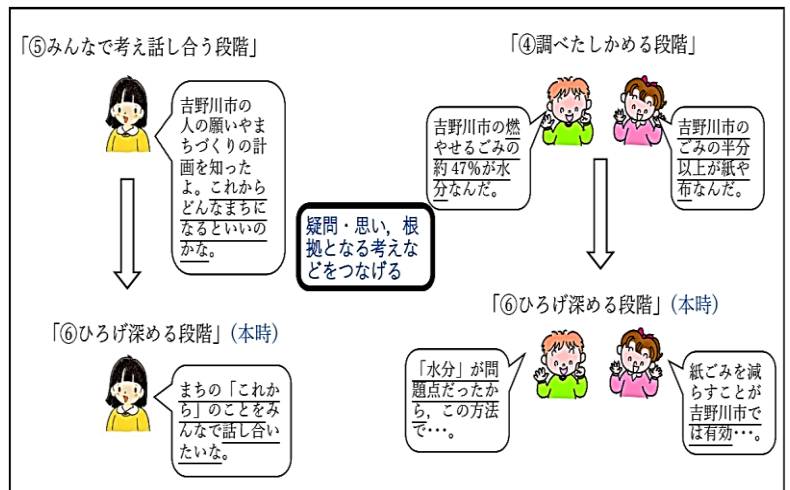 「⑤みんなで考え話し合う段階」
吉野川市の
人の願いやま
ちづくりの計
画を知った
よ。これから
どんなまちに
なるといいの
かな。
「⑥ひろげ深める段階」(本時)
まちの「これか
ら」のことをみ
んなで話し合い
たいな。
疑問・思い，根
拠となる考えな
どをつなげる
「④調べたしかめる段階」
吉野川市の燃
やせるごみの
約47%が水
分なんだ。
吉野川市の
ごみの半分
以上が紙や
布なんだ。
「⑥ひろげ深める段階」(本時)
「水分」が問
題点だったか
ら，この方法
で･･･。
紙ごみを減
らすことが
吉野川市で
は有効･･･。